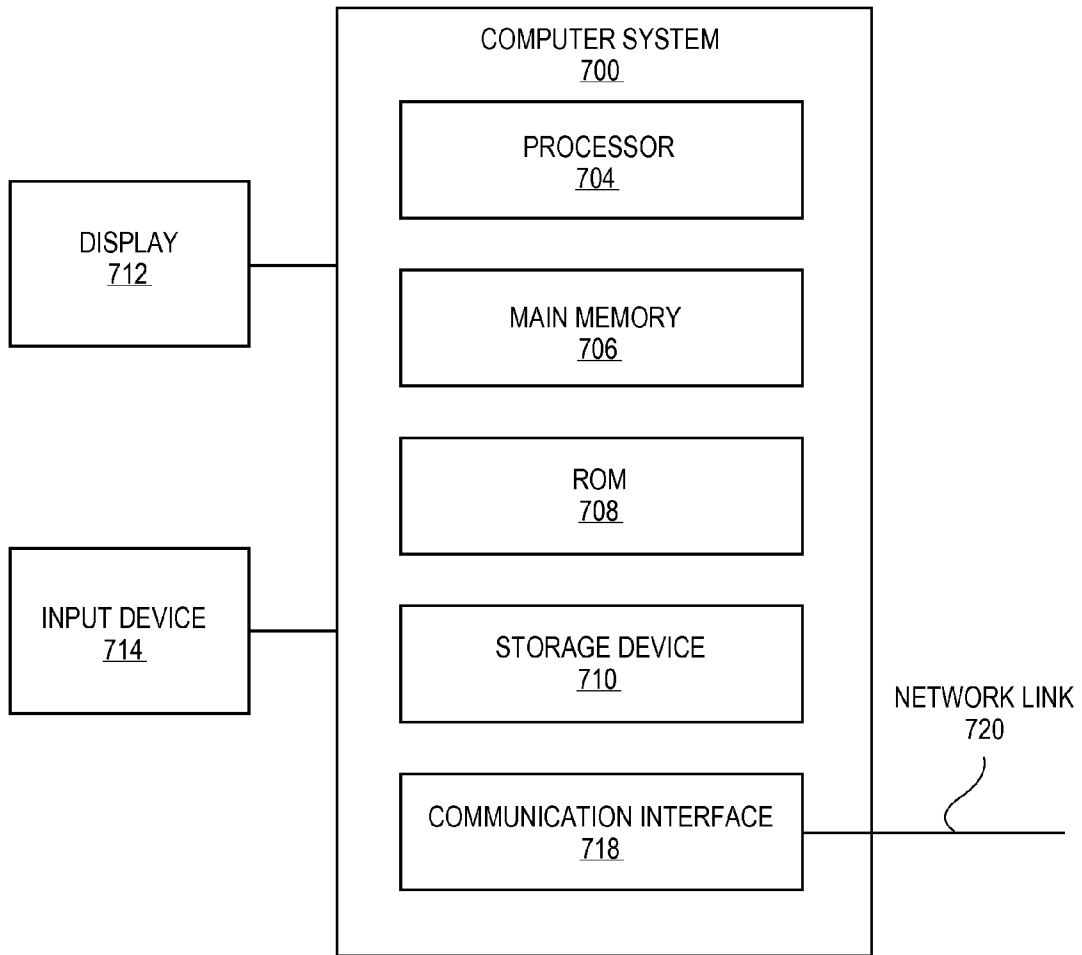 COMPUTER SYSTEM
700
PROCESSOR
704
DISPLAY
712
MAIN MEMORY
706
ROM
708
INPUT DEVICE
714
STORAGE DEVICE
710
NETWORK LINK
720
COMMUNICATION INTERFACE
718